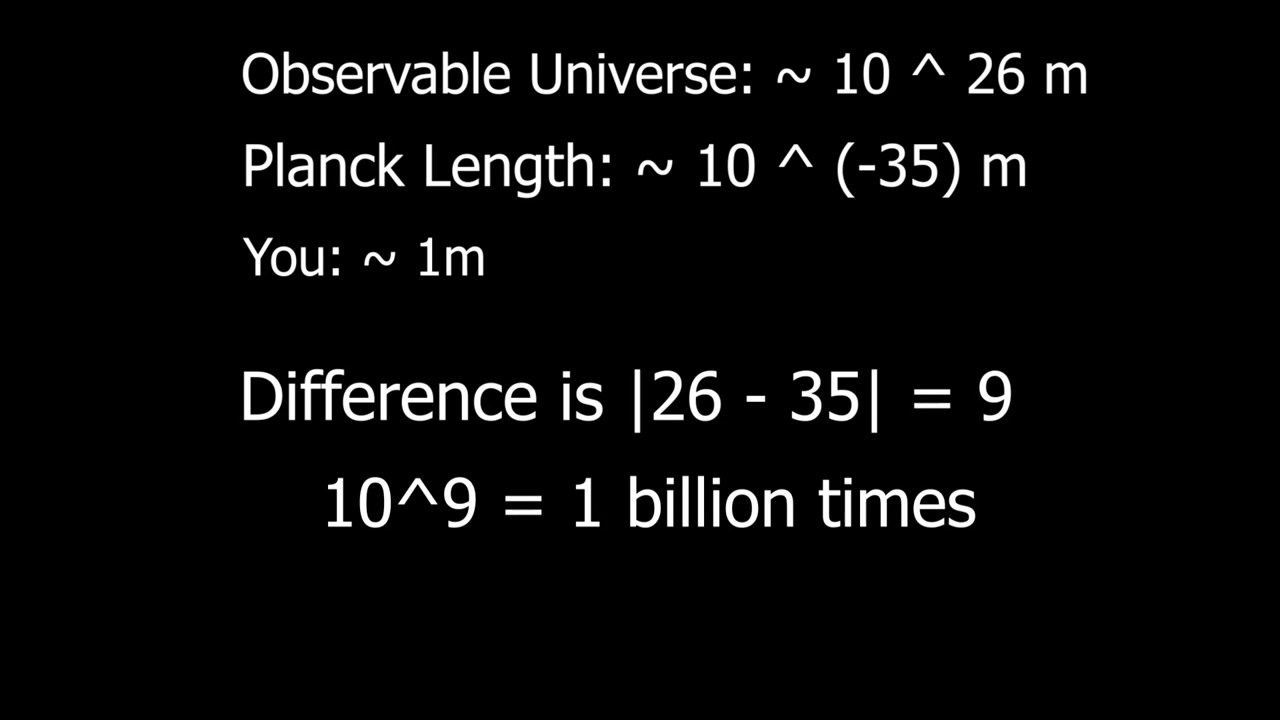 Observable Universe: ~ 10 ^ 26 m
Planck Length: ~ 10 ^ (-35) m
You: ~ 1m
Difference is |26 - 35| = 9
10^9 = 1 billion times